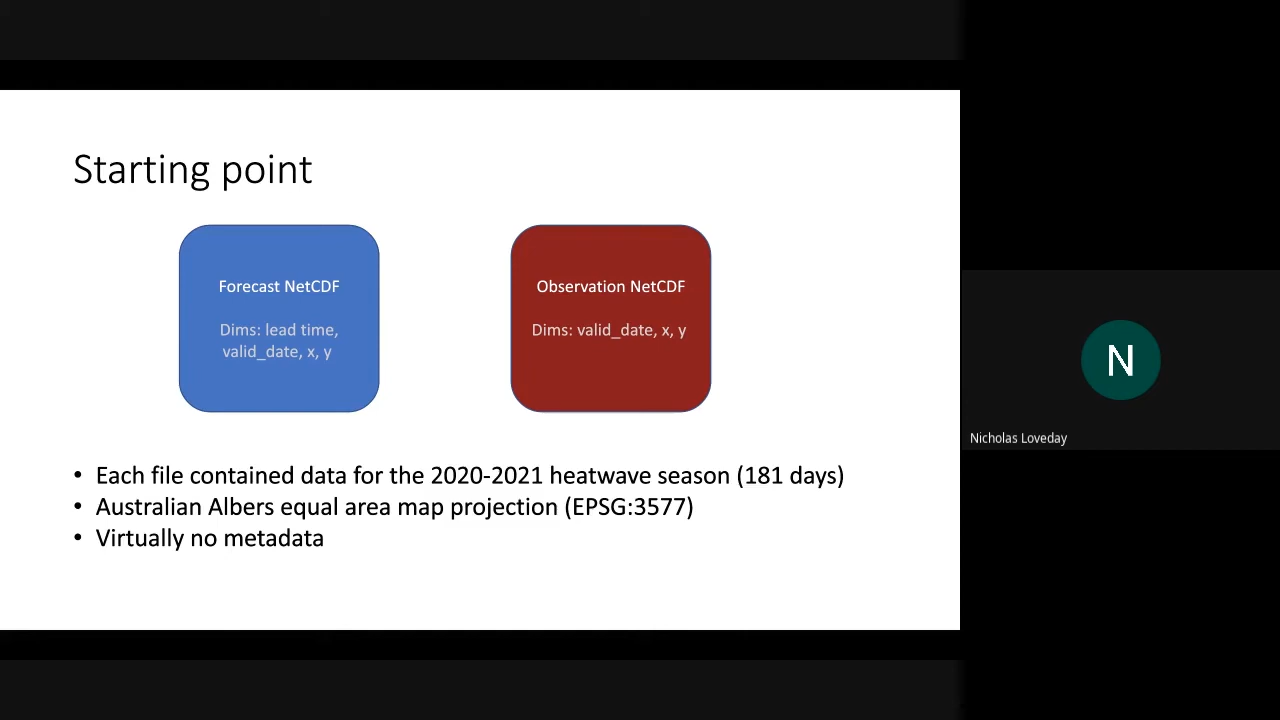 Starting point
Forecast NetCDF
Dims: lead time,
valid_date, x, y
Observation NetCDF
Dims: valid_date, x, y
• Each file contained data for the 2020-2021 heatwave season (181 days)
• Australian Albers equal area map projection (EPSG:3577)
• Virtually no metadata
N
Nicholas Loveday